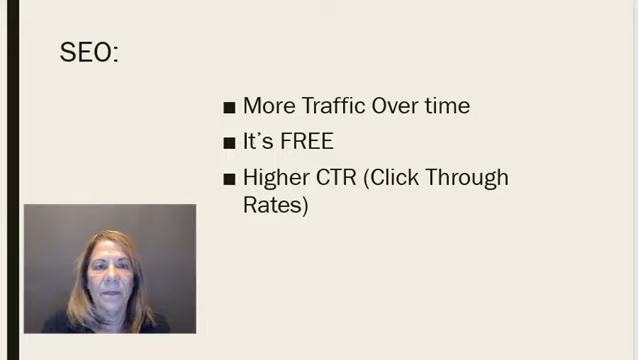 SEO:
■ More Traffic Over time
■ It's FREE
■ Higher CTR (Click Through
Rates)